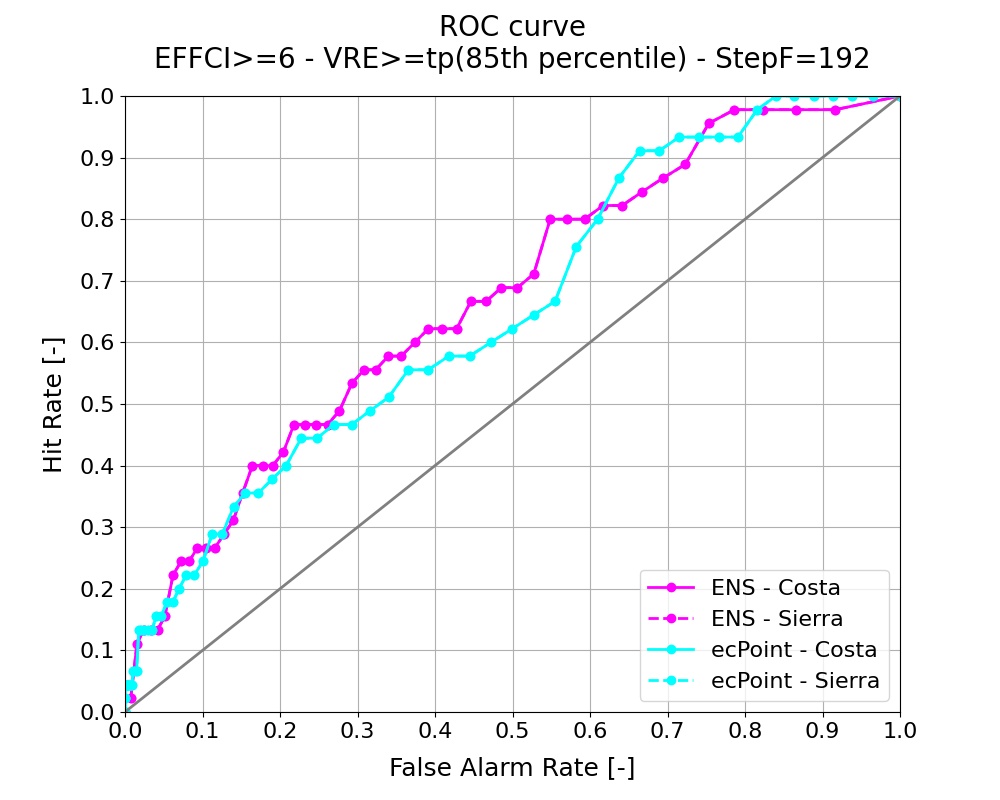 ROC curve
EFFCI>=6 - VRE>=tp(85th percentile) - StepF=192
1.0
0.9
0.8
0.7
0.6
0.5
0.4
0.3
0.2
0.1
0.0
Hit Rate [-]
ENS - Costa
ENS - Sierra
ecPoint - Costa
ecPoint - Sierra
0.0 0.1 0.2 0.3 0.4 0.5 0.6 0.7 0.8 0.9 1.0
False Alarm Rate [-]